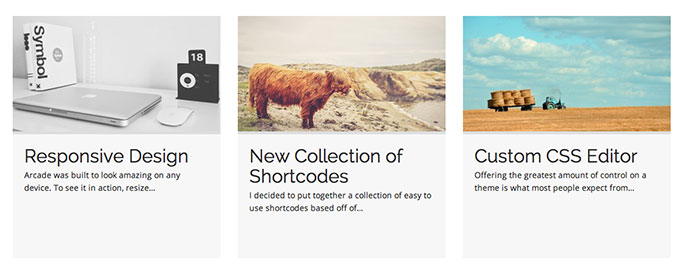 Symbol
18
Responsive Design
Arcade was built to look amazing on any
device. To see it in action, resize...
New Collection of
Shortcodes
I decided to put together a collection of easy to
use shortcodes based off of...
Custom CSS Editor
Offering the greatest amount of control on a
theme is what most people expect from...